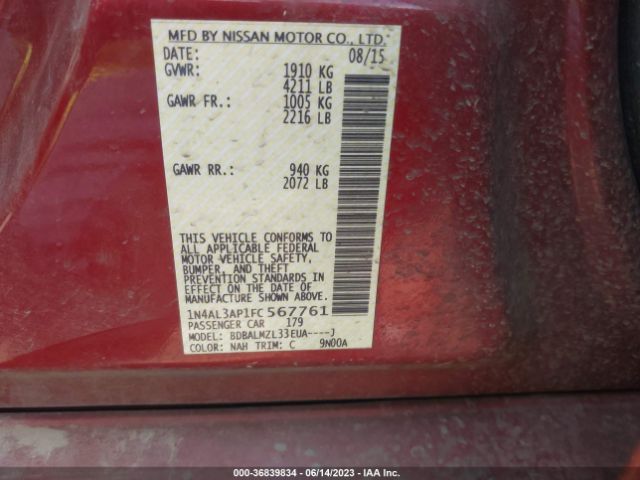 MFD BY NISSAN MOTOR CO., LTD.
DATE: 08/15
GVWR: 1910 KG
4211 LB
GAWR FR.: 1005 KG
2216 LB
GAWR RR.: 940 KG
2072 LB
THIS VEHICLE CONFORMS TO
ALL APPLICABLE FEDERAL
MOTOR VEHICLE SAFETY,
BUMPER, AND THEFT
PREVENTION STANDARDS IN
EFFECT ON THE DATE OF
MANUFACTURE SHOWN ABOVE.
1N4AL3AP1FC567761
PASSENGER CAR 179
MODEL: BDBALMZL33EUA----J
COLOR: NAH TRIM: C 9N00A
000-36839834 - 06/14/2023 - IAA Inc.